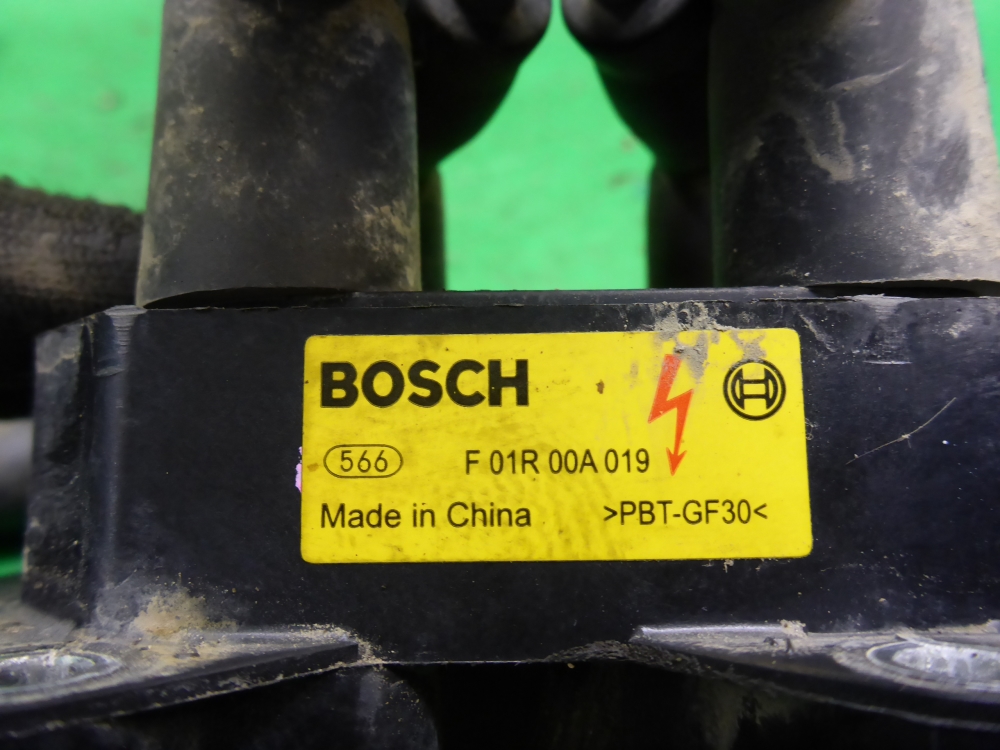 BOSCH
566 F 01R 00A 019
Made in China >PBT-GF30<